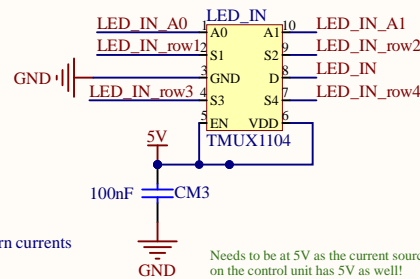 LED_IN
LED_IN_A0 1 A0 A1 10 LED_IN_A1
LED_IN_row1 2 S1 S2 9 LED_IN_row2
GND 3 GND D 8 LED_IN
LED_IN_row3 4 S3 S4 7 LED_IN_row4
5 EN VDD 6
5V TMUX1104
100nF CM3
rn currents
GND
Needs to be at 5V as the current sour
on the control unit has 5V as well!